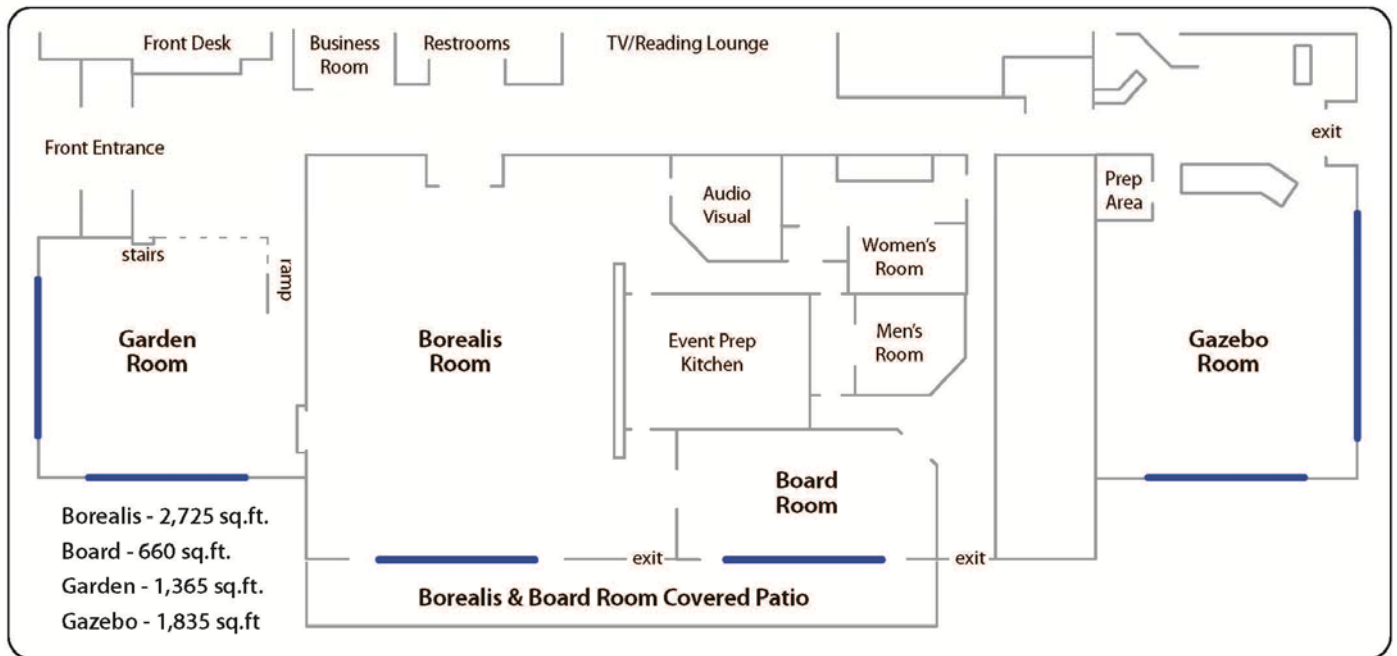 Front Desk
Business
Room
Restrooms
TV/Reading Lounge
Front Entrance
exit
Audio
Visual
Prep
Area
stairs
ramp
Women's
Room
Garden
Room
Borealis
Room
Event Prep
Kitchen
Men's
Room
Gazebo
Room
Board
Room
Borealis - 2,725 sq.ft.
Board - 660 sq.ft.
Garden - 1,365 sq.ft.
Gazebo - 1,835 sq.ft
exit
exit
Borealis & Board Room Covered Patio